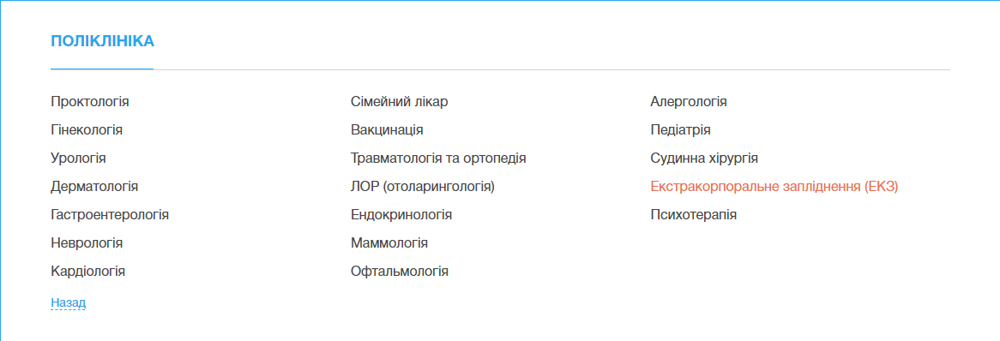 ПОЛІКЛІНІКА
Проктологія
Гінекологія
Урологія
Дерматологія
Гастроентерологія
Неврологія
Кардіологія
Сімейний лікар
Вакцинація
Травматологія та ортопедія
ЛОР (отоларингологія)
Ендокринологія
Маммологія
Офтальмологія
Алергологія
Педіатрія
Судинна хірургія
Екстракорпоральне запліднення (ЕКЗ)
Психотерапія
Назад